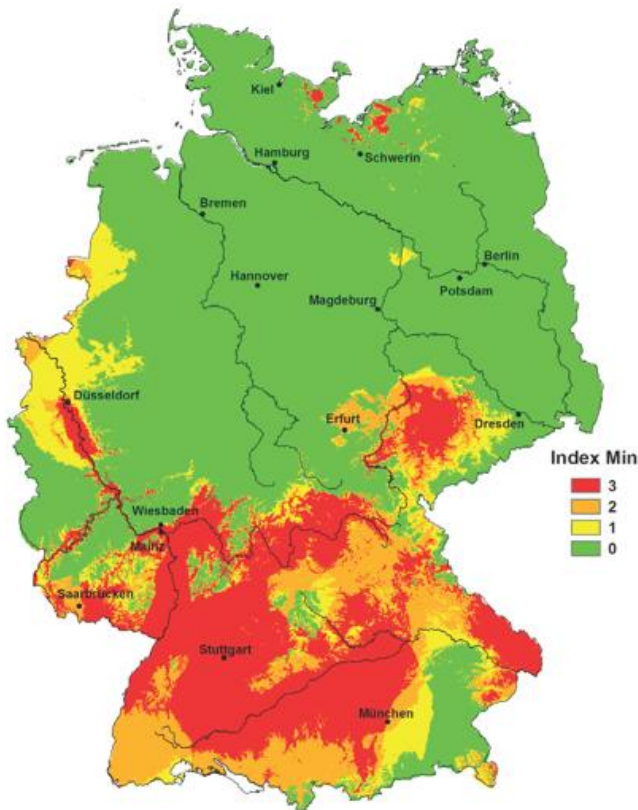 Kiel
Hamburg
Schwerin
Bremen
Berlin
Hannover
Potsdam
Magdeburg
Düsseldorf
Erfurt
Dresden
Index Min
3
2
1
0
Wiesbaden
Mainz
Saarbrücken
Stuttgart
München